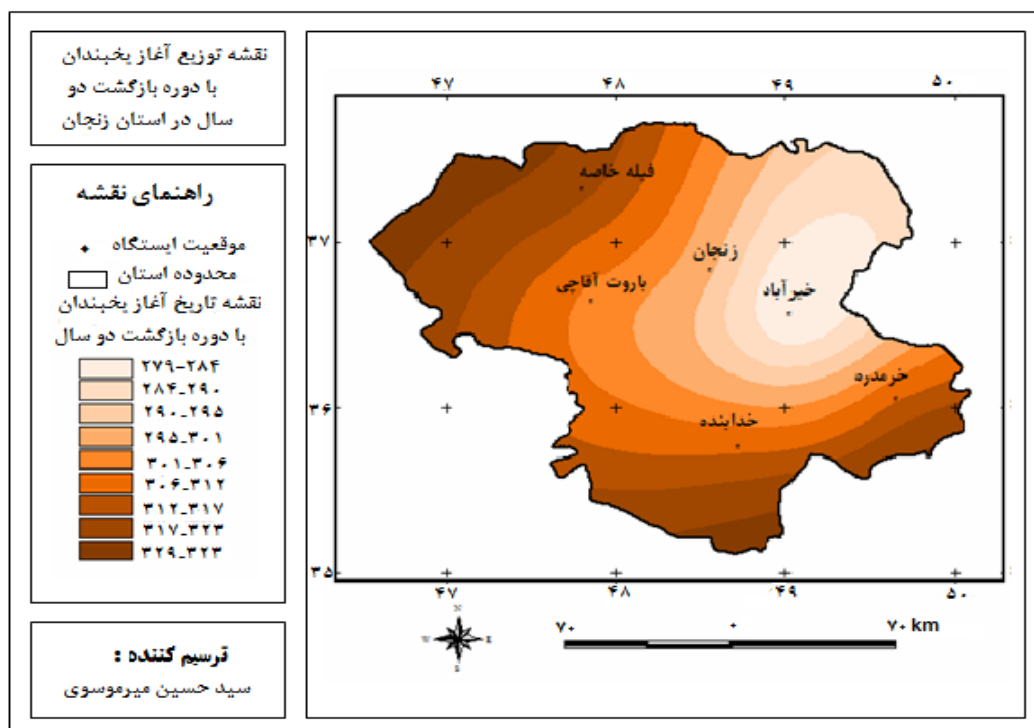 نقشه توزیع آغاز یخبندان
با دوره بازگشت دو
سال در استان زنجان
راهنمای نقشه
موقعیت ایستگاه
محدوده استان
نقشه تاریخ آغاز یخبندان
با دوره بازگشت دو سال
۲۷۹-۲۸۴
۲۸۴-۲۹۰
۲۹۰-۲۹۵
۲۹۵-۳۰۱
۳۰۱-۳۰۶
۳۰۶-۳۱۲
۳۱۲-۳۱۷
۳۱۷-۳۲۳
۳۲۹-۳۲۳
ترسیم کننده :
سید حسین میرموسوی
۴۷ ۴۸ ۴۹ ۵۰
فیله خاصه
۳۷
زنجان
باروت آقاچی
خیرآباد
خرمدره
۳۶
خدابنده
۳۵
۴۷ ۴۸ ۴۹ ۵۰
N
W E
S
۷۰ ۰ ۷۰ km